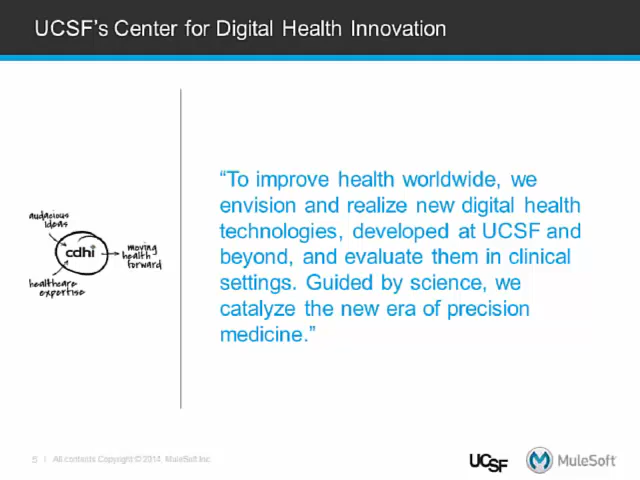 UCSF's Center for Digital Health Innovation
audacious
ideas
cdhi
moving
health
forward
healthcare
expertise
“To improve health worldwide, we
envision and realize new digital health
technologies, developed at UCSF and
beyond, and evaluate them in clinical
settings. Guided by science, we
catalyze the new era of precision
medicine.”
5 | All contents Copyright © 2014, MuleSoft Inc.
UCSF
MuleSoft